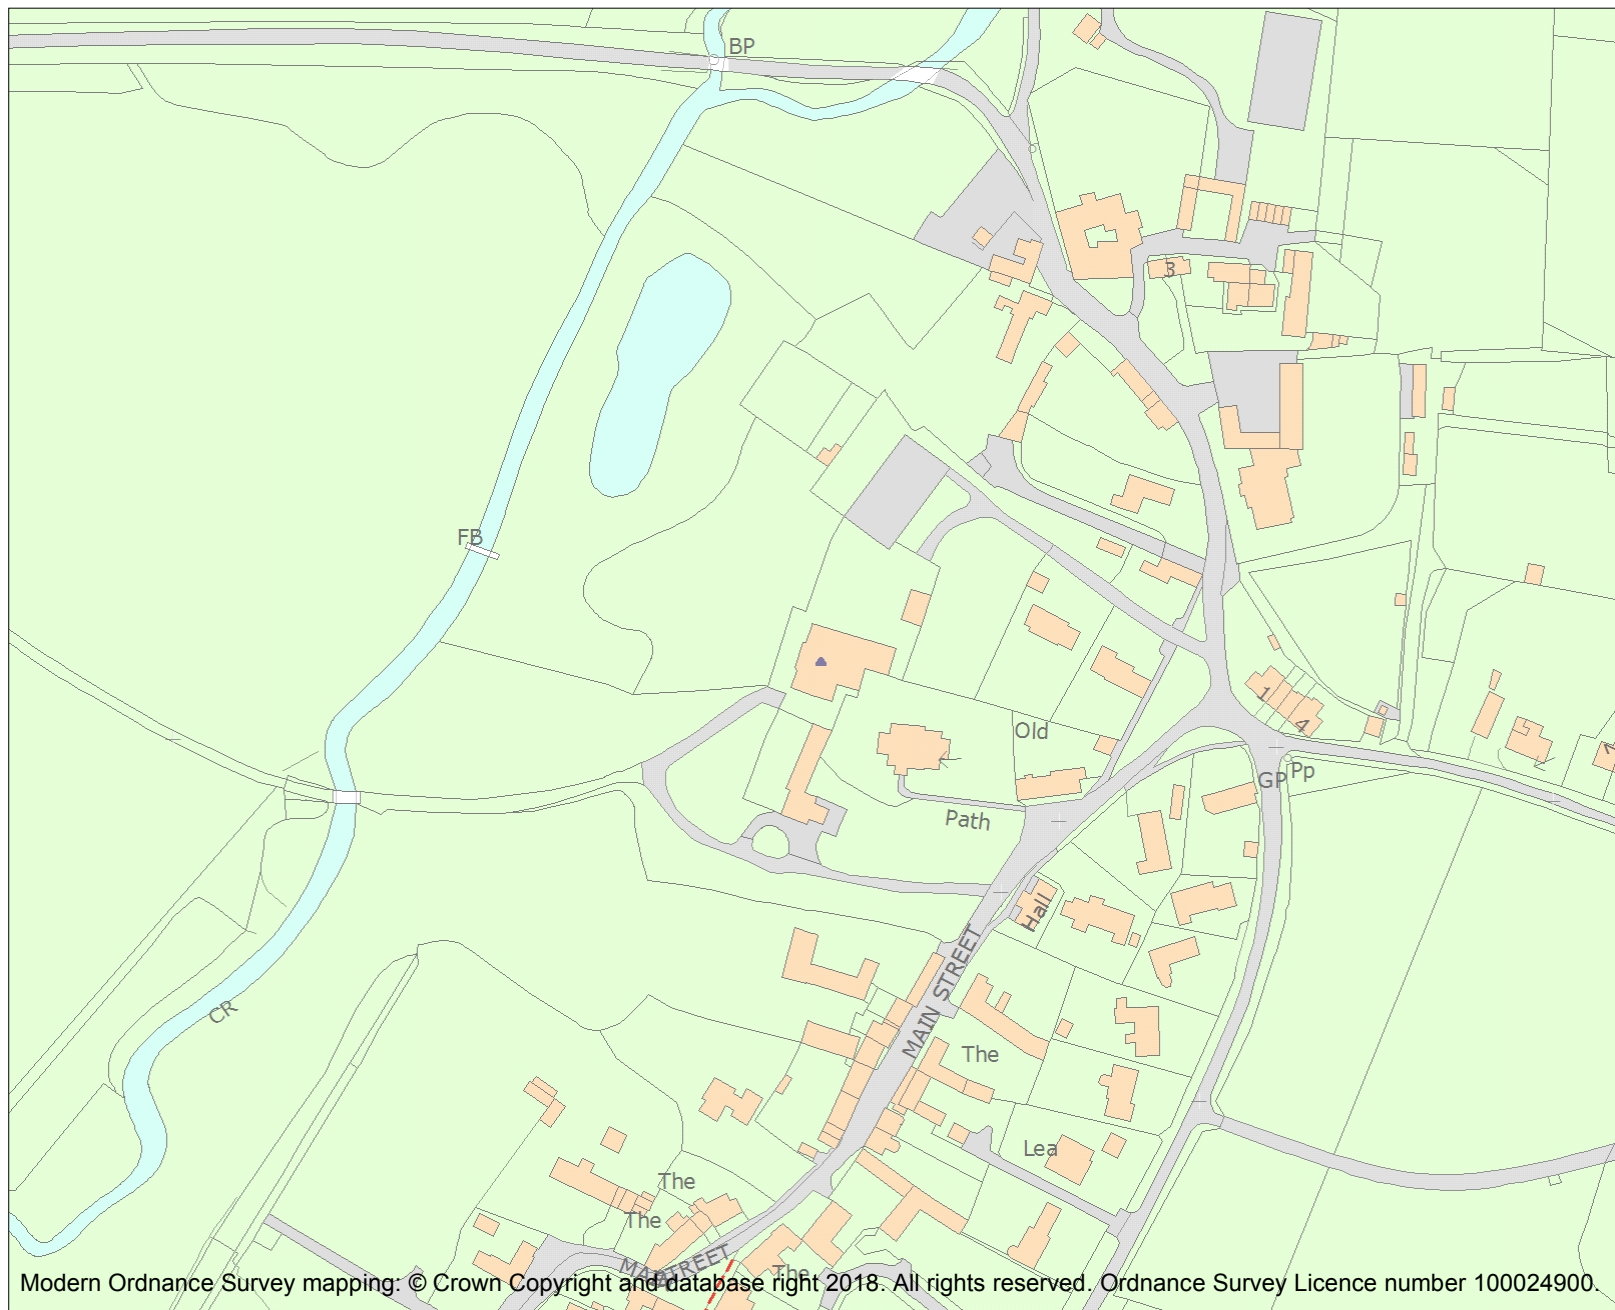 BP
3
FB
1
4
Old
GP
Pp
Path
Hall
MAIN STREET
CR
The
Lea
The
The
The
Modern Ordnance Survey mapping: © Crown Copyright and database right 2018. All rights reserved. Ordnance Survey Licence number 100024900.